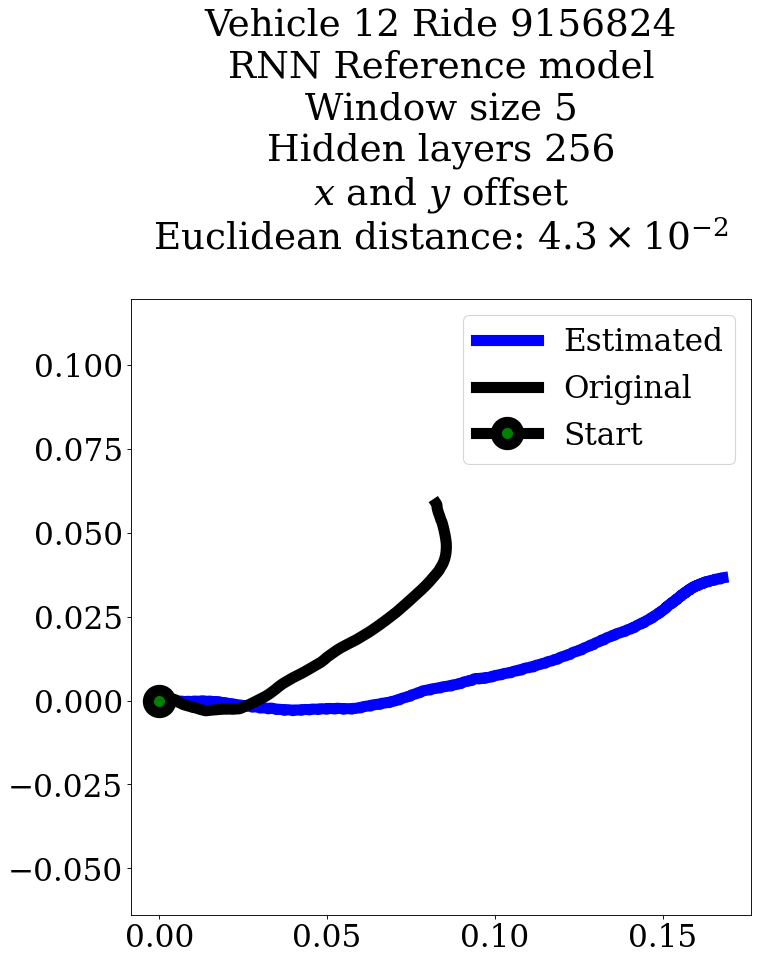 Vehicle 12 Ride 9156824
RNN Reference model
Window size 5
Hidden layers 256
x and y offset
Euclidean distance: 4.3 × 10⁻²
Estimated
Original
Start
0.100
0.075
0.050
0.025
0.000
−0.025
−0.050
0.00 0.05 0.10 0.15